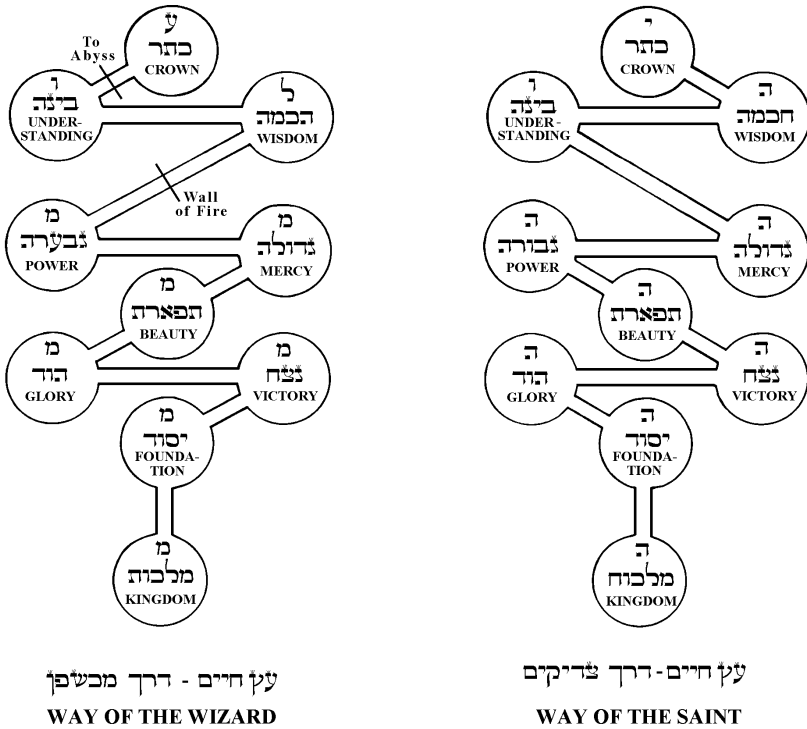 ע
כתר
CROWN
To
Abyss
ו
בינה
UNDER-
STANDING
ל
הכמה
WISDOM
Wall
of Fire
מ
גבערה
POWER
מ
גדולה
MERCY
מ
תפארת
BEAUTY
מ
הוד
GLORY
מ
נצח
VICTORY
מ
יסוד
FOUNDA-
TION
מ
מלכות
KINGDOM
עץ חיים - דרך מכשפן
WAY OF THE WIZARD
י
כתר
CROWN
ו
בינה
UNDER-
STANDING
ה
חכמה
WISDOM
ה
גבורה
POWER
ה
גדולה
MERCY
ה
תפארת
BEAUTY
ה
הוד
GLORY
ה
נצח
VICTORY
ה
יסוד
FOUNDA-
TION
ה
מלכוח
KINGDOM
עץ חיים - דרך צדיקים
WAY OF THE SAINT